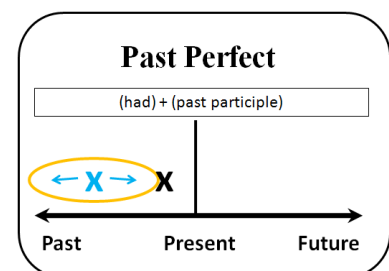 Past Perfect
(had) + (past participle)
X X
Past Present Future